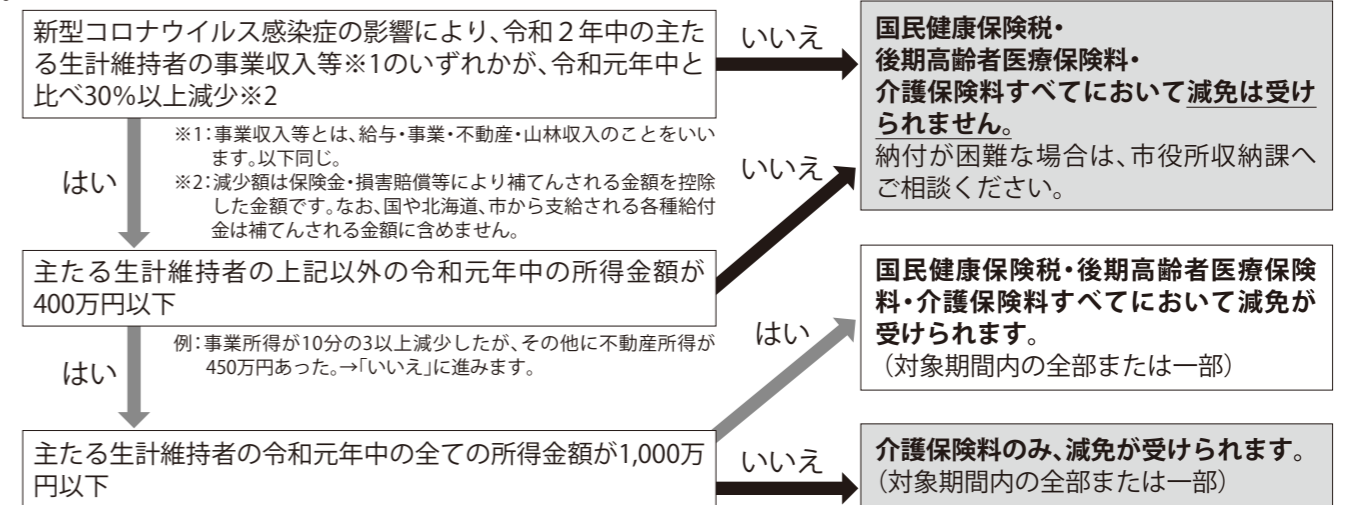 新型コロナウイルス感染症の影響により、令和２年中の主た
る生計維持者の事業収入等※1のいずれかが、令和元年中と
比べ30%以上減少※2
いいえ
国民健康保険税・
後期高齢者医療保険料・
介護保険料すべてにおいて減免は受け
られません。
納付が困難な場合は、市役所収納課へ
ご相談ください。
はい
※1：事業収入等とは、給与・事業・不動産・山林収入のことをいい
ます。以下同じ。
※2：減少額は保険金・損害賠償等により補てんされる金額を控除
した金額です。なお、国や北海道、市から支給される各種給付
金は補てんされる金額に含めません。
いいえ
主たる生計維持者の上記以外の令和元年中の所得金額が
400万円以下
はい
例：事業所得が10分の3以上減少したが、その他に不動産所得が
450万円あった。→「いいえ」に進みます。
はい
国民健康保険税・後期高齢者医療保険
料・介護保険料すべてにおいて減免が
受けられます。
（対象期間内の全部または一部）
主たる生計維持者の令和元年中の全ての所得金額が1,000万
円以下
いいえ
介護保険料のみ、減免が受けられます。
（対象期間内の全部または一部）